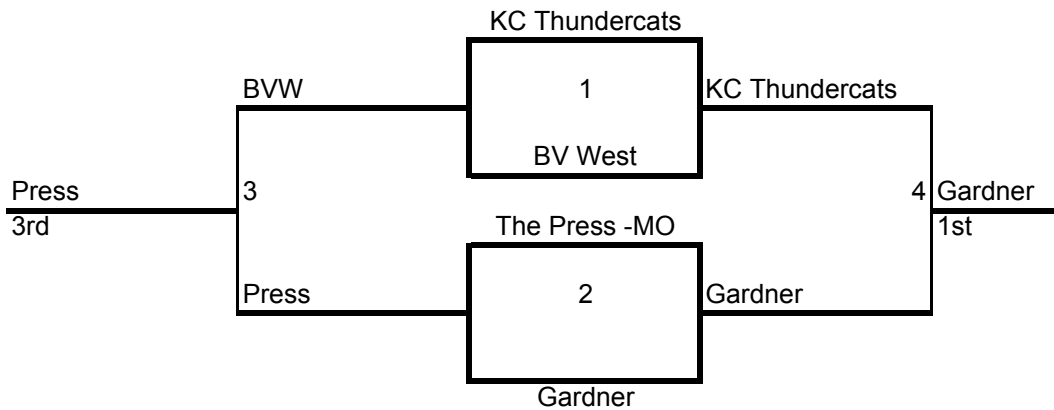 KC Thundercats
BVW
1
KC Thundercats
BV West
Press
3
4
Gardner
3rd
The Press -MO
1st
Press
2
Gardner
Gardner